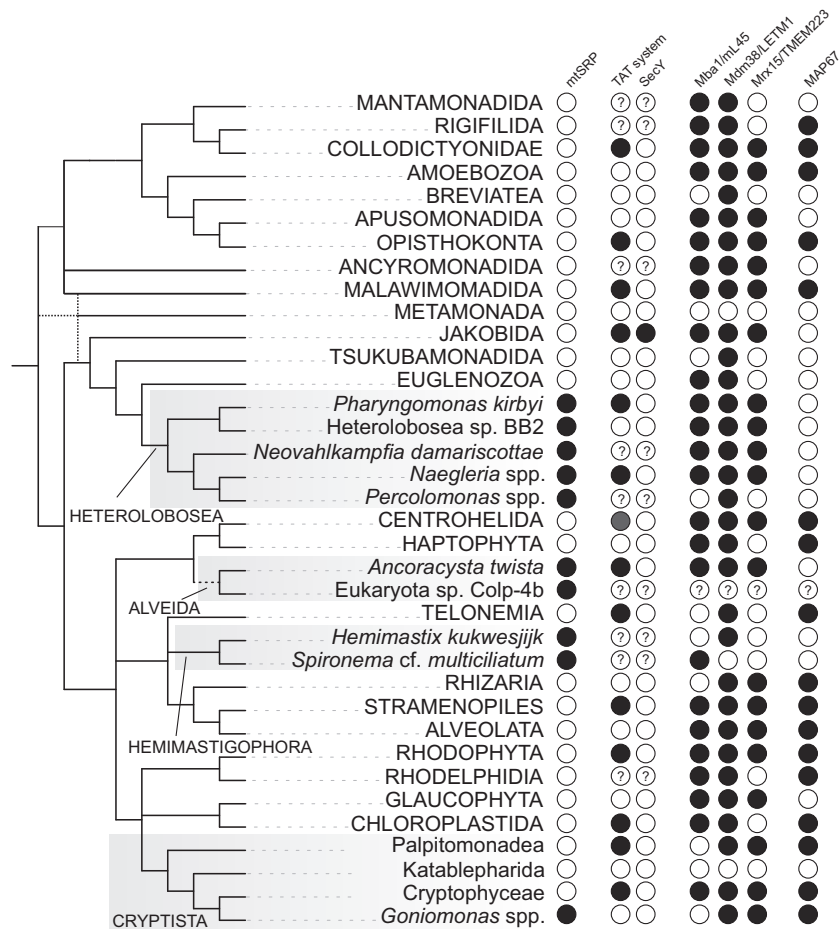 mtSRP
TAT system
SecY
Mba1/mL45
Mdm38/LETM1
Mrx15/TMEM223
MAP67
MANTAMONADIDA ? ?
RIGIFILIDA ? ?
COLLODICTYONIDAE
AMOEBOZOA
BREVIATEA
APUSOMONADIDA
OPISTHOKONTA
ANCYROMONADIDA ? ?
MALAWIMOMADIDA
METAMONADA
JAKOBIDA
TSUKUBAMONADIDA
EUGLENOZOA
Pharyngomonas kirbyi
Heterolobosea sp. BB2
Neovahlkampfia damariscottae ? ?
Naegleria spp.
Percolomonas spp. ? ?
HETEROLOBOSEA
CENTROHELIDA
HAPTOPHYTA
Ancoracysta twista
Eukaryota sp. Colp-4b ? ? ? ? ? ?
ALVEIDA
TELONEMIA
Hemimastix kukwesjijk ? ?
Spironema cf. multiciliatum ? ?
RHIZARIA
STRAMENOPILES
ALVEOLATA
HEMIMASTIGOPHORA
RHODOPHYTA
RHODELPHIDIA ? ?
GLAUCOPHYTA
CHLOROPLASTIDA
Palpitomonadea
Katablepharida
Cryptophyceae
Goniomonas spp.
CRYPTISTA